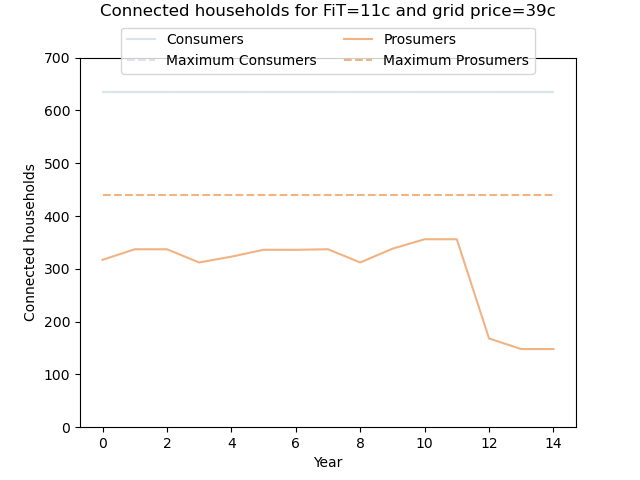 Connected households for FiT=11c and grid price=39c
Consumers
Maximum Consumers
Prosumers
Maximum Prosumers
700
600
500
400
300
200
100
0
Connected households
0 2 4 6 8 10 12 14
Year